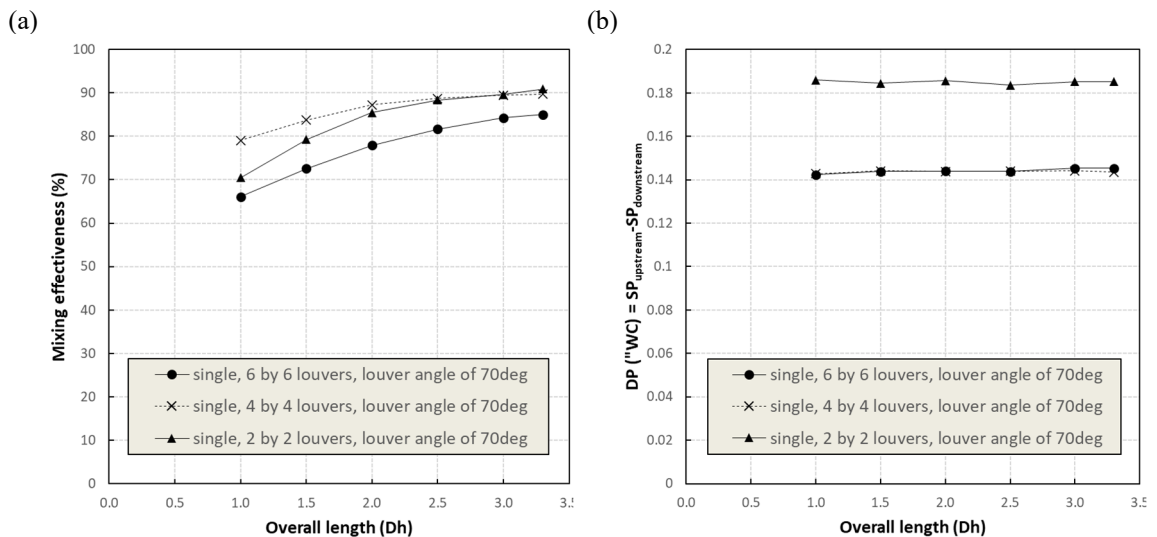 (a)
100
90
80
70
60
50
40
30
20
10
0
Mixing effectiveness (%)
single, 6 by 6 louvers, louver angle of 70deg
single, 4 by 4 louvers, louver angle of 70deg
single, 2 by 2 louvers, louver angle of 70deg
0.0 0.5 1.0 1.5 2.0 2.5 3.0 3.5
Overall length (Dh)
(b)
0.2
0.18
0.16
0.14
0.12
0.1
0.08
0.06
0.04
0.02
0
DP ("WC) = SPupstream-SPdownstream
single, 6 by 6 louvers, louver angle of 70deg
single, 4 by 4 louvers, louver angle of 70deg
single, 2 by 2 louvers, louver angle of 70deg
0.0 0.5 1.0 1.5 2.0 2.5 3.0 3.5
Overall length (Dh)